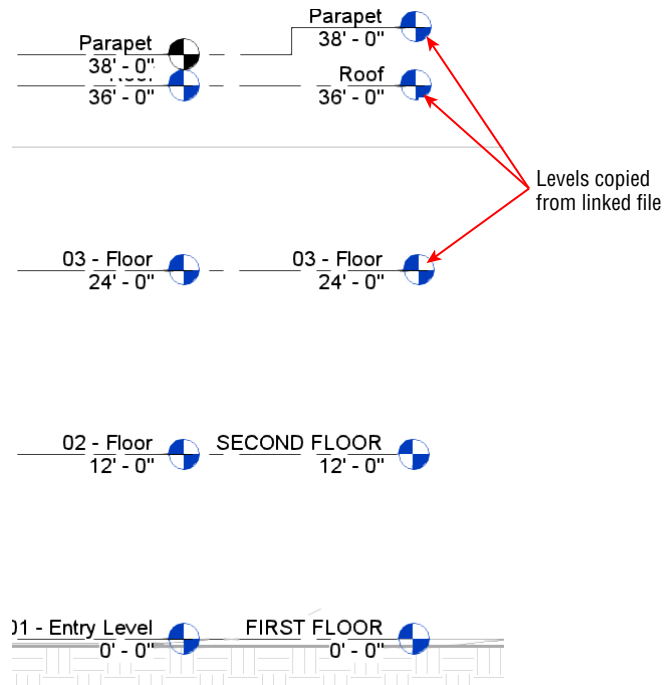 Parapet
38' - 0"
Roof
36' - 0"
Parapet
38' - 0"
Roof
36' - 0"
Levels copied
from linked file
03 - Floor
24' - 0"
03 - Floor
24' - 0"
02 - Floor
12' - 0"
SECOND FLOOR
12' - 0"
01 - Entry Level
0' - 0"
FIRST FLOOR
0' - 0"